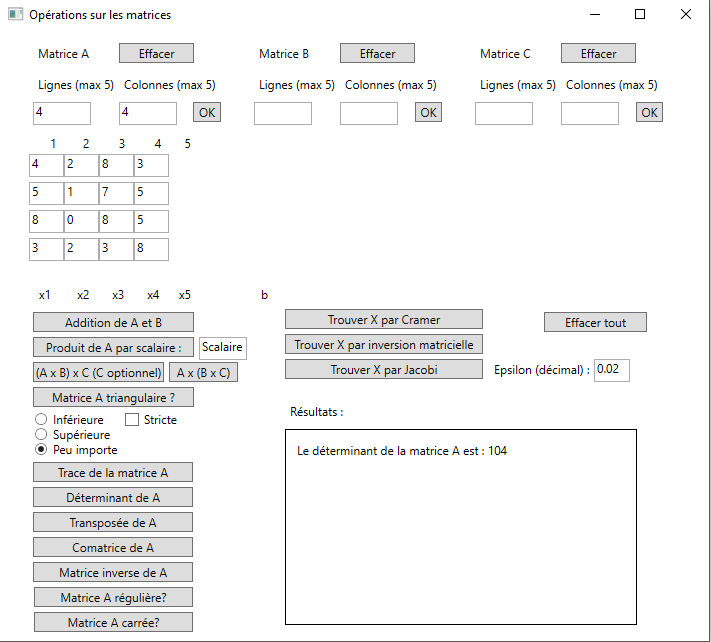 Opérations sur les matrices
Matrice A Effacer Matrice B Effacer Matrice C Effacer
Lignes (max 5) Colonnes (max 5) Lignes (max 5) Colonnes (max 5) Lignes (max 5) Colonnes (max 5)
4 4 OK OK OK
1 2 3 4 5
4 2 8 3
5 1 7 5
8 0 8 5
3 2 3 8
x1 x2 x3 x4 x5 b
Addition de A et B Trouver X par Cramer Effacer tout
Produit de A par scalaire : Scalaire Trouver X par inversion matricielle
(A x B) x C (C optionnel) A x (B x C) Trouver X par Jacobi Epsilon (décimal) : 0.02
Matrice A triangulaire ?
Inférieure Stricte Résultats :
Supérieure
Peu importe Le déterminant de la matrice A est : 104
Trace de la matrice A
Déterminant de A
Transposée de A
Comatrice de A
Matrice inverse de A
Matrice A régulière?
Matrice A carrée?